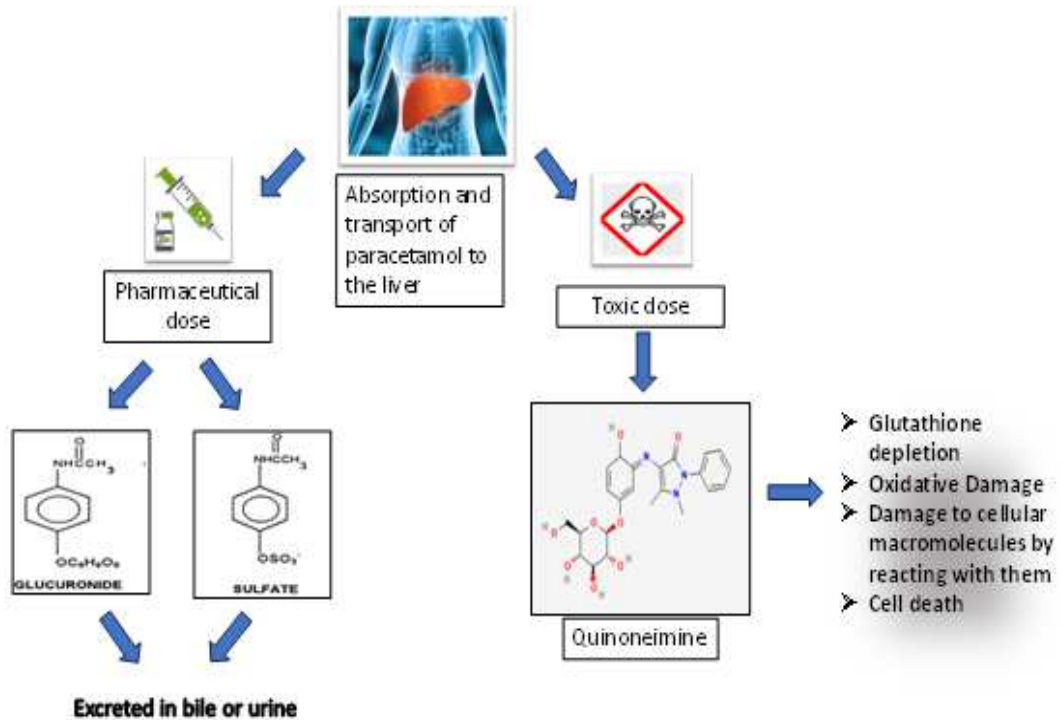 Absorption and
transport of
paracetamol to
the liver
Pharmaceutical
dose
Toxic dose
O
NHCCH3
OC6H8O6
GLUCURONIDE
O
NHCCH3
OSO3-
SULFATE
Quinoneimine
➤ Glutathione
depletion
➤ Oxidative Damage
➤ Damage to cellular
macromolecules by
reacting with them
➤ Cell death
Excreted in bile or urine